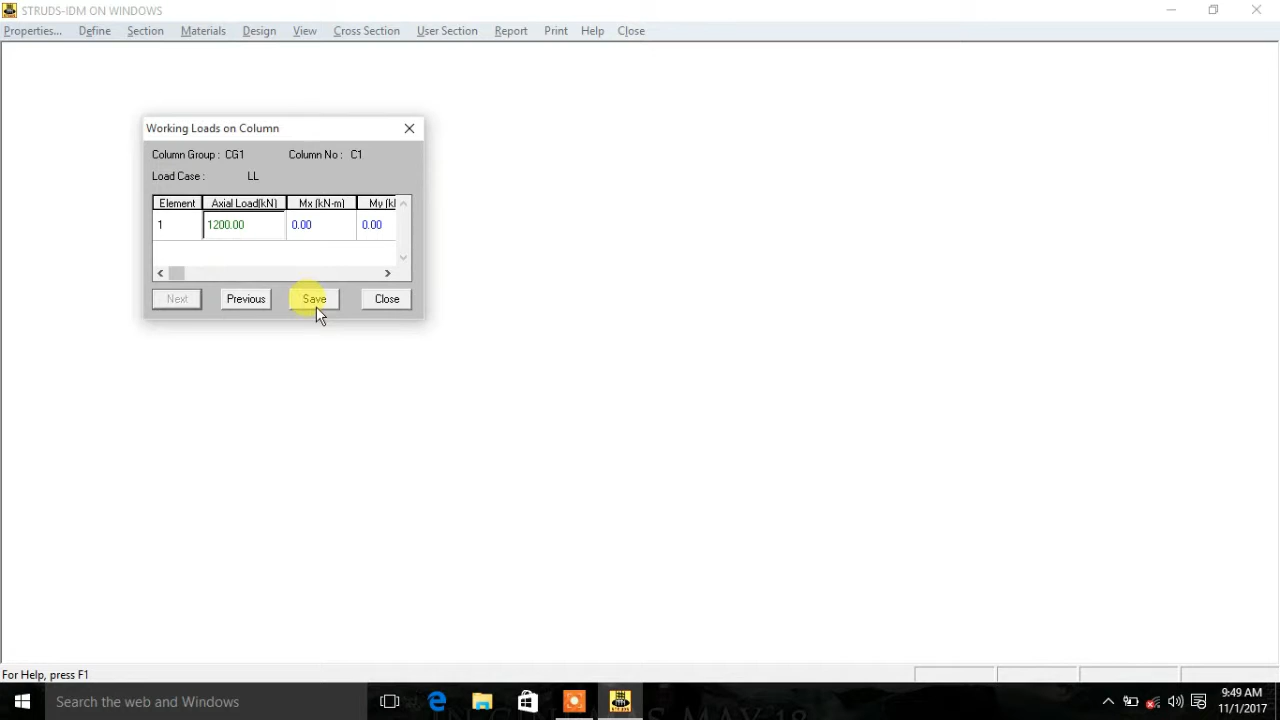 STRUDS-IDM ON WINDOWS
Properties... Define Section Materials Design View Cross Section User Section Report Print Help Close
Working Loads on Column
Column Group : CG1 Column No : C1
Load Case : LL
Element Axial Load(kN) Mx (kN-m) My (kN
1 1200.00 0.00 0.00
Next Previous Save Close
For Help, press F1
Search the web and Windows
9:49 AM
11/1/2017